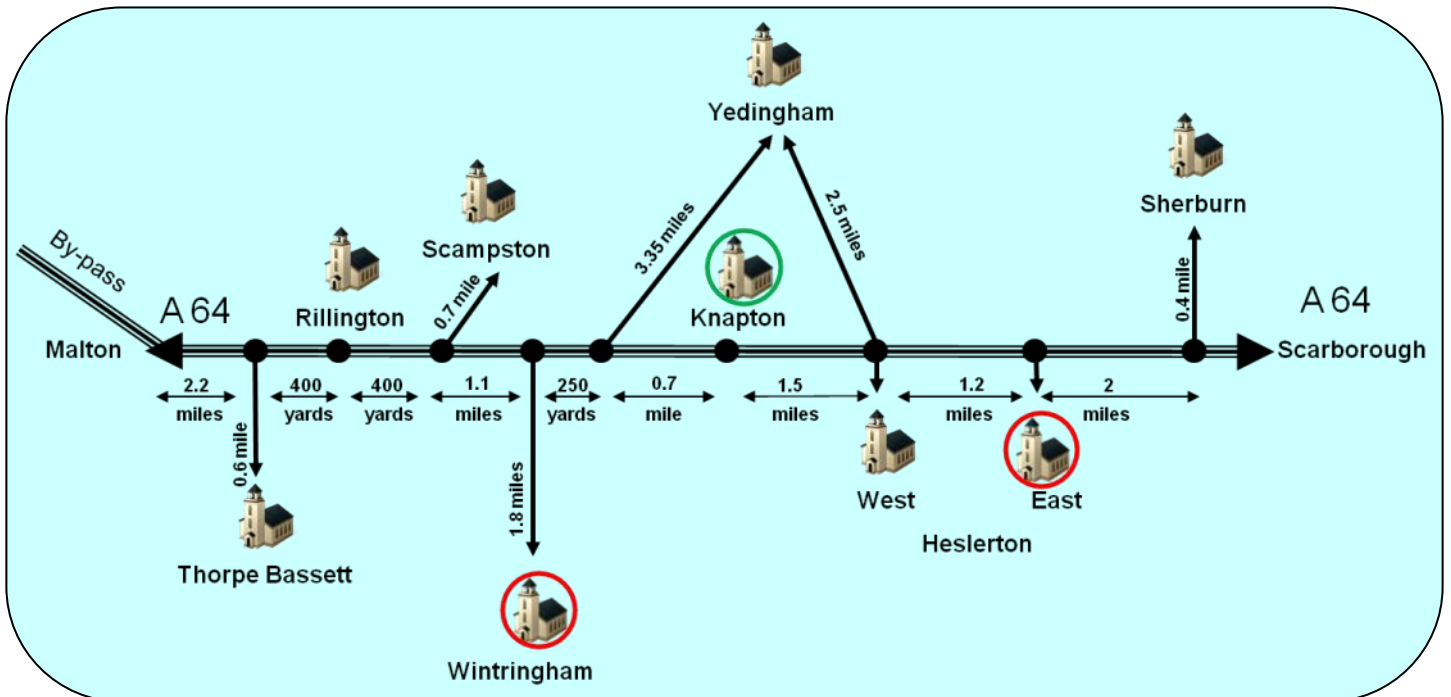 Yedingham
Sherburn
Scampston
2.5 miles
3.35 miles
By-pass
A 64
Rillington
0.7 mile
Knapton
0.4 mile
A 64
Malton
Scarborough
2.2 miles
400 yards
400 yards
1.1 miles
250 yards
0.7 mile
1.5 miles
1.2 miles
2 miles
0.6 mile
1.8 miles
West
East
Heslerton
Thorpe Bassett
Wintringham